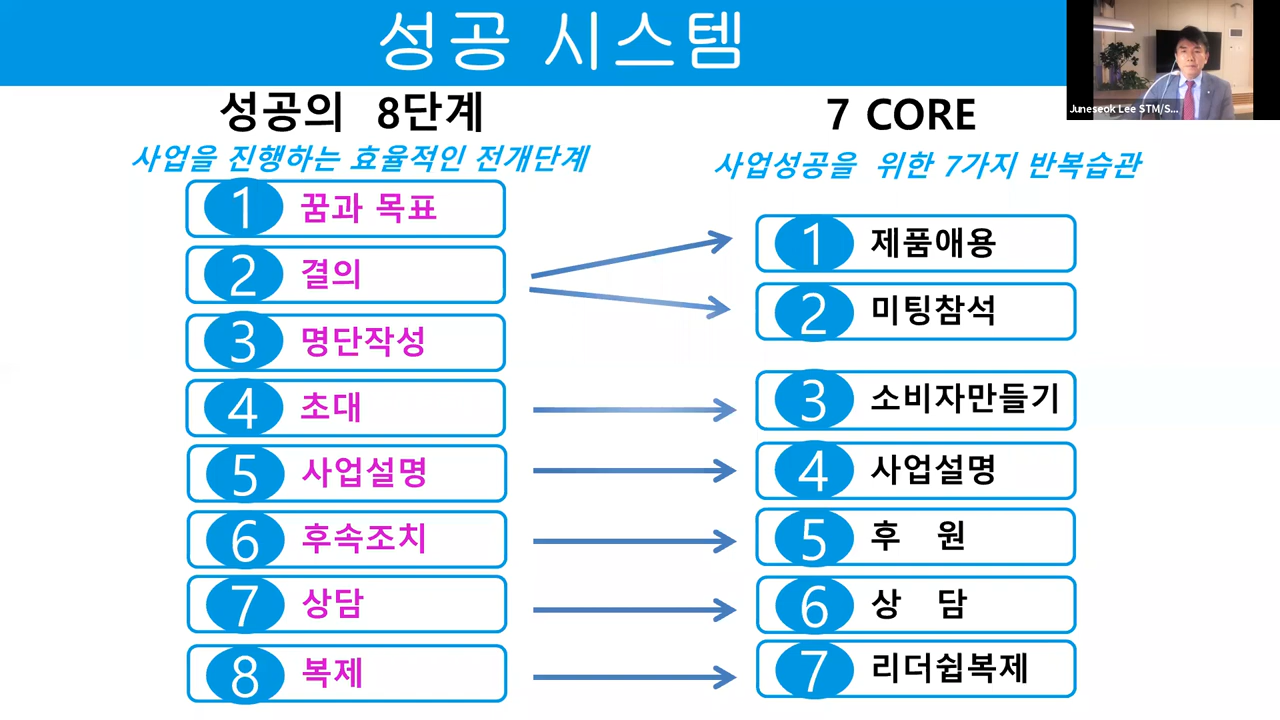 성공 시스템
Juneseok Lee STM/S...
성공의 8단계
사업을 진행하는 효율적인 전개단계
1 꿈과 목표
2 결의
3 명단작성
4 초대
5 사업설명
6 후속조치
7 상담
8 복제
7 CORE
사업성공을 위한 7가지 반복습관
1 제품애용
2 미팅참석
3 소비자만들기
4 사업설명
5 후 원
6 상 담
7 리더쉽복제